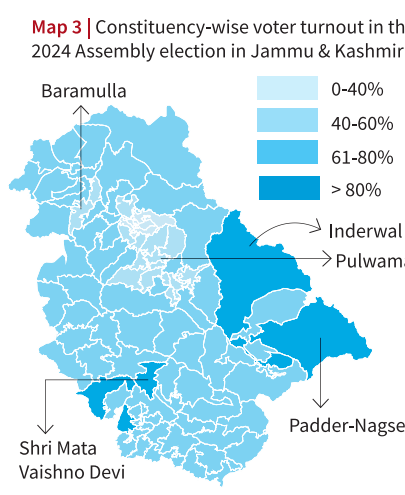 Map 3 | Constituency-wise voter turnout in th
2024 Assembly election in Jammu & Kashmir
Baramulla
0-40%
40-60%
61-80%
> 80%
Inderwal
Pulwama
Padder-Nagse
Shri Mata
Vaishno Devi